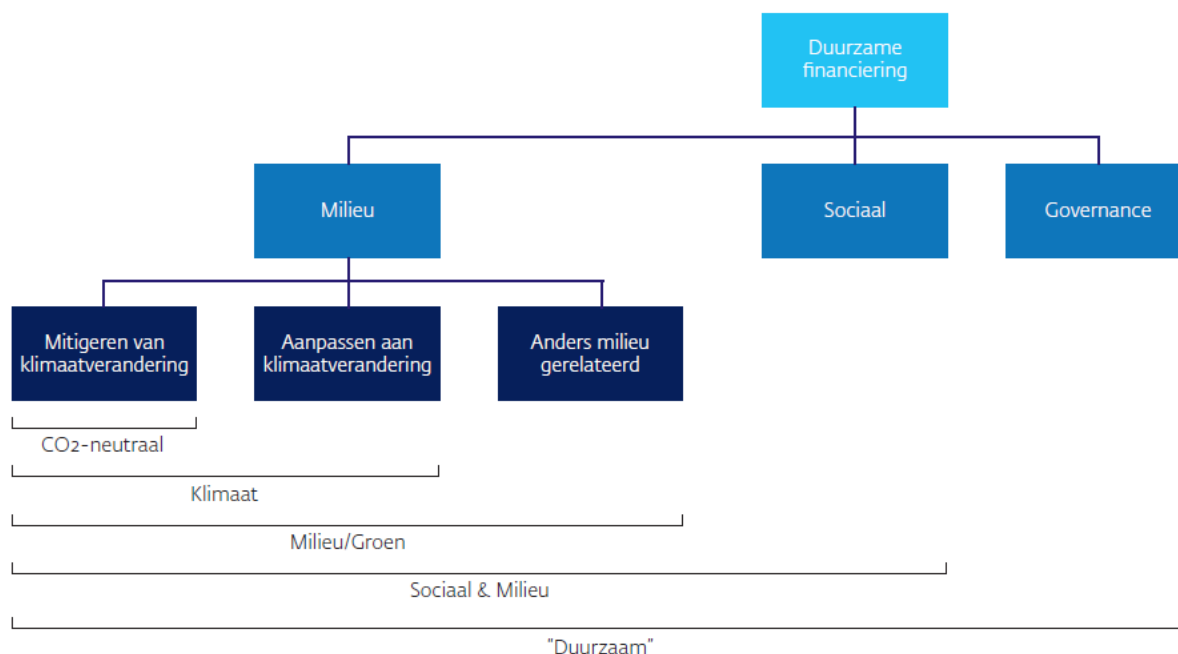 Duurzame
financiering
Milieu
Sociaal
Governance
Mitigeren van
klimaatverandering
Aanpassen aan
klimaatverandering
Anders milieu
gerelateerd
CO2-neutraal
Klimaat
Milieu/Groen
Sociaal & Milieu
"Duurzaam"